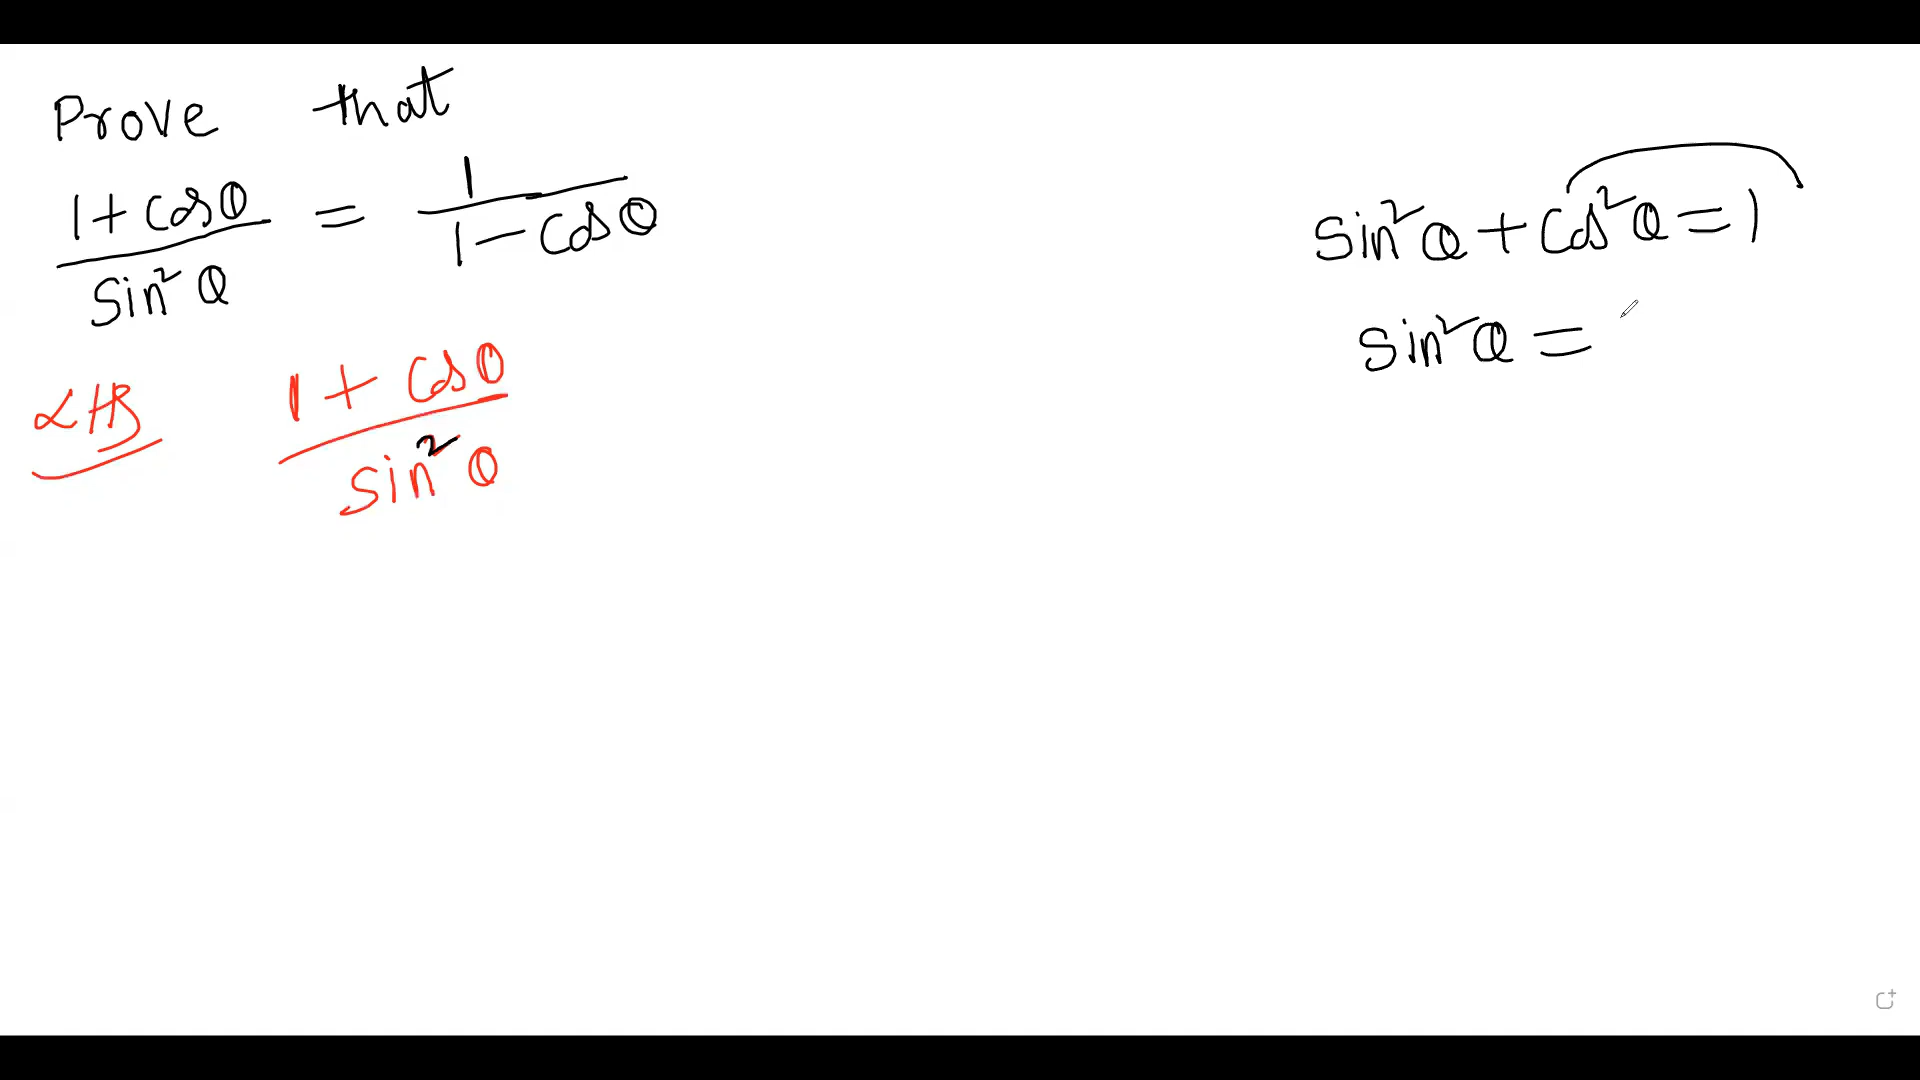 Prove that
1 + cosθ / sin²θ = 1 / 1 - cosθ
LHS 1 + cosθ / sin²θ
sin²θ + cos²θ = 1
sin²θ =